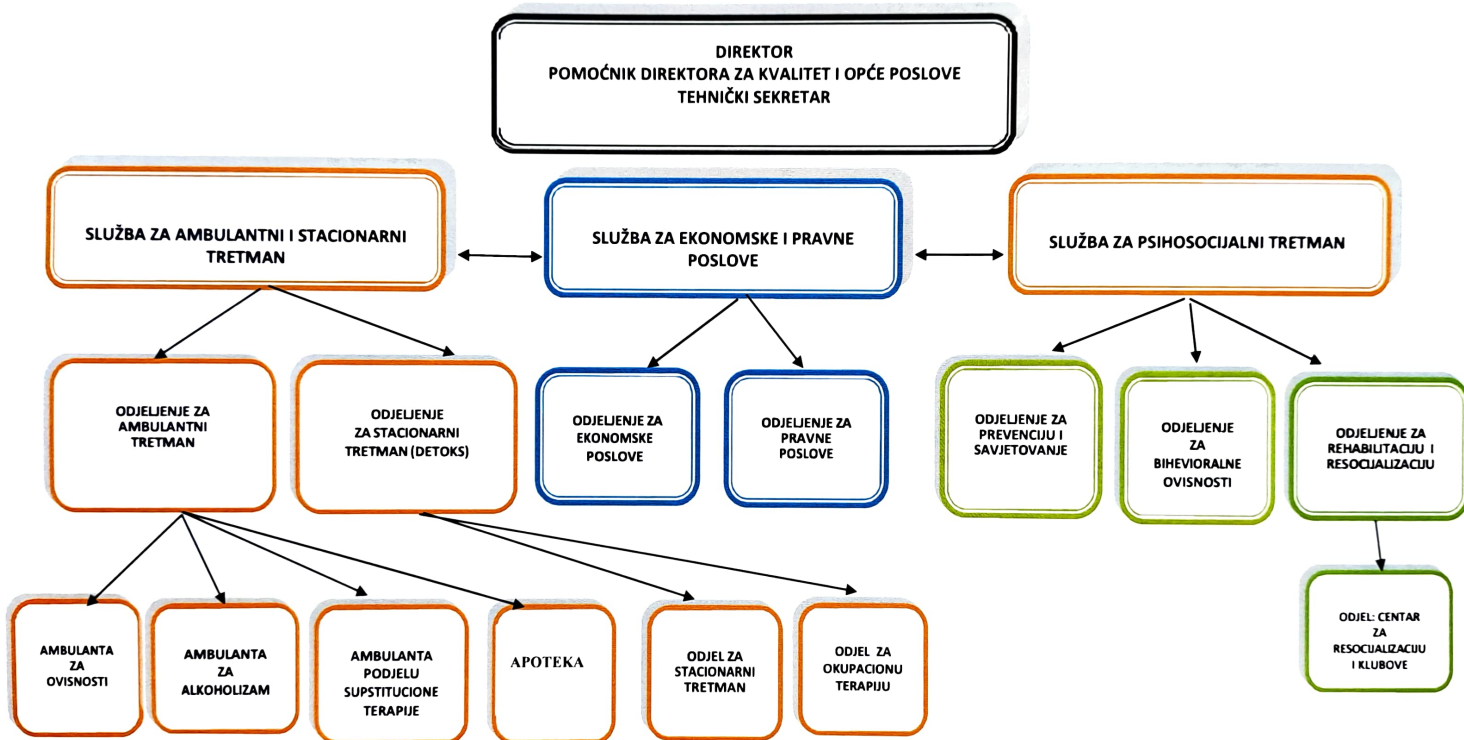 DIREKTOR
POMOĆNIK DIREKTORA ZA KVALITET I OPĆE POSLOVE
TEHNIČKI SEKRETAR
SLUŽBA ZA AMBULANTNI I STACIONARNI
TRETMAN
SLUŽBA ZA EKONOMSKE I PRAVNE
POSLOVE
SLUŽBA ZA PSIHOSOCIJALNI TRETMAN
ODJELJENJE ZA
AMBULANTNI
TRETMAN
ODJELJENJE
ZA STACIONARNI
TRETMAN (DETOKS)
ODJELJENJE ZA
EKONOMSKE
POSLOVE
ODJELJENJE ZA
PRAVNE
POSLOVE
ODJELJENJE ZA
PREVENCIJU I
SAVJETOVANJE
ODJELJENJE
ZA
BIHEVIORALNE
OVISNOSTI
ODJELJENJE ZA
REHABILITACIJU I
RESOCIJALIZACIJU
AMBULANTA
ZA
OVISNOSTI
AMBULANTA
ZA
ALKOHOLIZAM
AMBULANTA
PODJELU
SUPSTITUCIONE
TERAPIJE
APOTEKA
ODJEL ZA
STACIONARNI
TRETMAN
ODJEL ZA
OKUPACIONU
TERAPIJU
ODJEL: CENTAR
ZA
RESOCIJALIZACIJU
I KLUBOVE